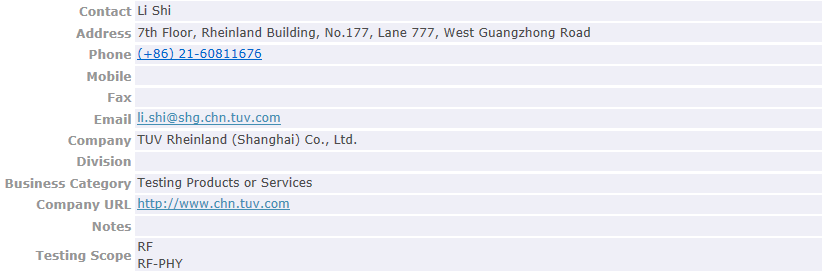 Contact Li Shi
Address 7th Floor, Rheinland Building, No.177, Lane 777, West Guangzhong Road
Phone (+86) 21-60811676
Mobile
Fax
Email li.shi@shg.chn.tuv.com
Company TUV Rheinland (Shanghai) Co., Ltd.
Division
Business Category Testing Products or Services
Company URL http://www.chn.tuv.com
Notes
Testing Scope RF
RF-PHY